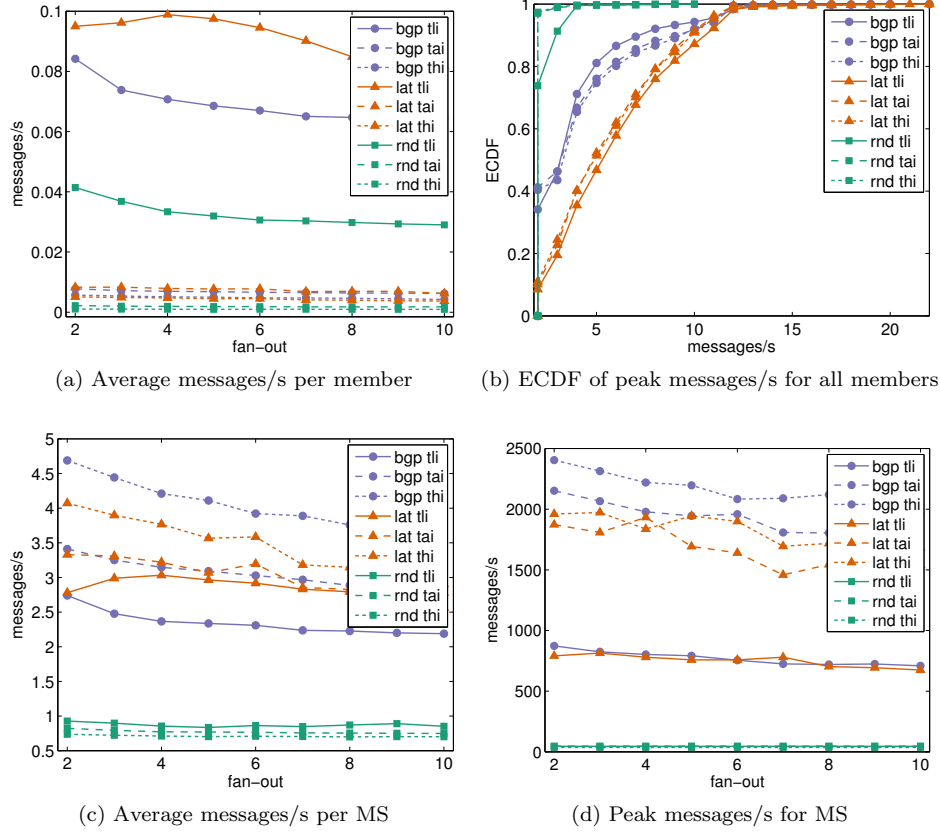 0.1
0.08
0.06
0.04
0.02
0
messages/s
2
4
6
8
10
fan−out
bgp tli
bgp tai
bgp thi
lat tli
lat tai
lat thi
rnd tli
rnd tai
rnd thi
(a) Average messages/s per member
1
0.8
0.6
0.4
0.2
0
ECDF
5
10
15
20
messages/s
bgp tli
bgp tai
bgp thi
lat tli
lat tai
lat thi
rnd tli
rnd tai
rnd thi
(b) ECDF of peak messages/s for all members
5
4.5
4
3.5
3
2.5
2
1.5
1
0.5
messages/s
2
4
6
8
10
fan−out
bgp tli
bgp tai
bgp thi
lat tli
lat tai
lat thi
rnd tli
rnd tai
rnd thi
(c) Average messages/s per MS
2500
2000
1500
1000
500
0
messages/s
2
4
6
8
10
fan−out
bgp tli
bgp tai
bgp thi
lat tli
lat tai
lat thi
rnd tli
rnd tai
rnd thi
(d) Peak messages/s for MS